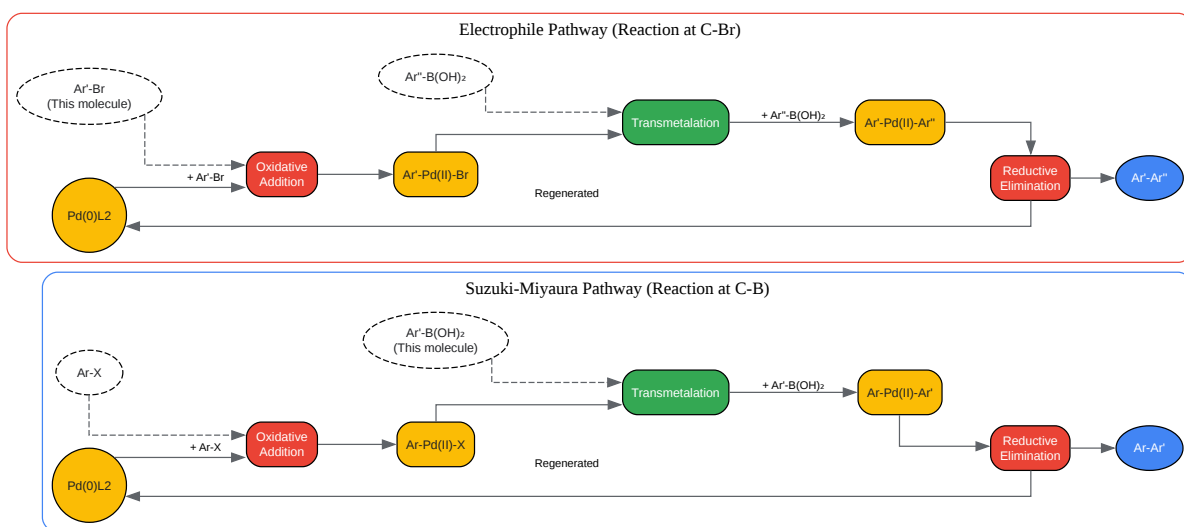 Electrophile Pathway (Reaction at C-Br)
Ar'-Br
(This molecule)
Ar"-B(OH)₂
Transmetalation
+ Ar"-B(OH)₂
Ar'-Pd(II)-Ar"
Oxidative
Addition
+ Ar'-Br
Ar'-Pd(II)-Br
Reductive
Elimination
Ar'-Ar"
Regenerated
Pd(0)L2
Suzuki-Miyaura Pathway (Reaction at C-B)
Ar'-B(OH)₂
(This molecule)
Ar-X
Transmetalation
+ Ar'-B(OH)₂
Ar-Pd(II)-Ar'
Oxidative
Addition
+ Ar-X
Ar-Pd(II)-X
Reductive
Elimination
Ar-Ar'
Regenerated
Pd(0)L2